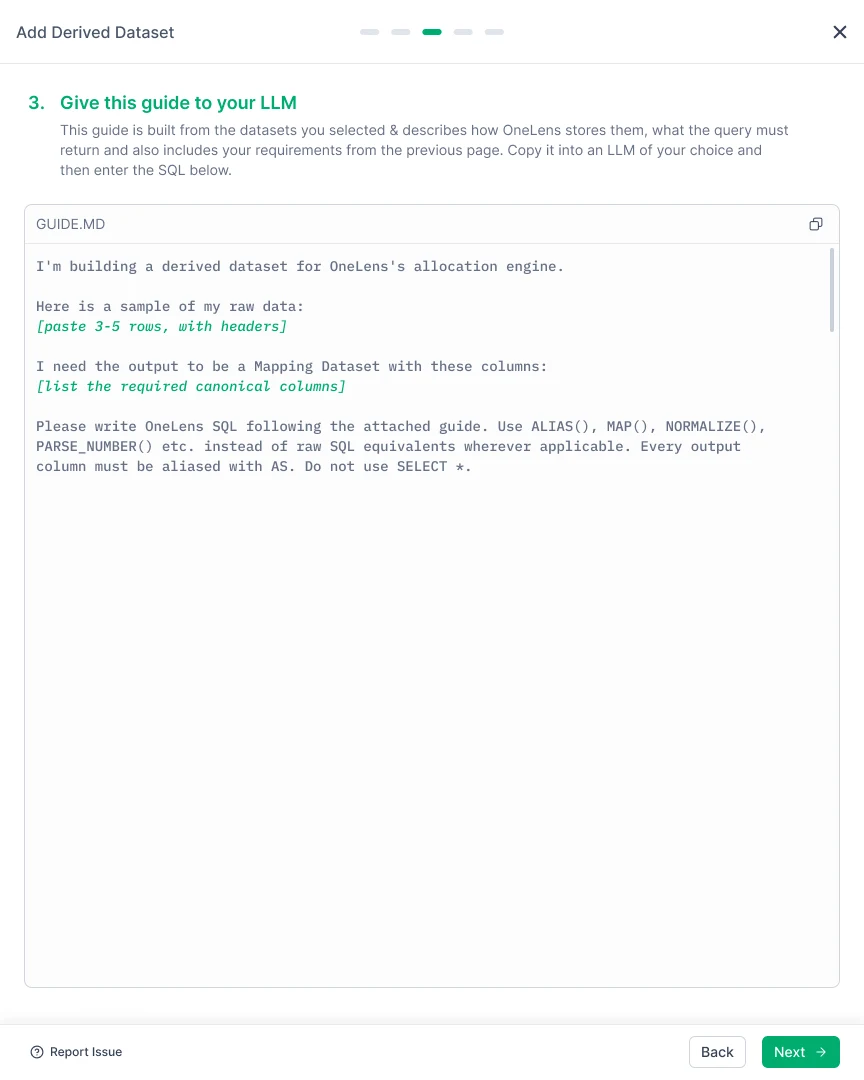 Add Derived Dataset
3. Give this guide to your LLM
This guide is built from the datasets you selected & describes how OneLens stores them, what the query must
return and also includes your requirements from the previous page. Copy it into an LLM of your choice and
then enter the SQL below.
GUIDE.MD
I'm building a derived dataset for OneLens's allocation engine.
Here is a sample of my raw data:
[paste 3-5 rows, with headers]
I need the output to be a Mapping Dataset with these columns:
[list the required canonical columns]
Please write OneLens SQL following the attached guide. Use ALIAS(), MAP(), NORMALIZE(),
PARSE_NUMBER() etc. instead of raw SQL equivalents wherever applicable. Every output
column must be aliased with AS. Do not use SELECT *.
Report Issue
Back
Next